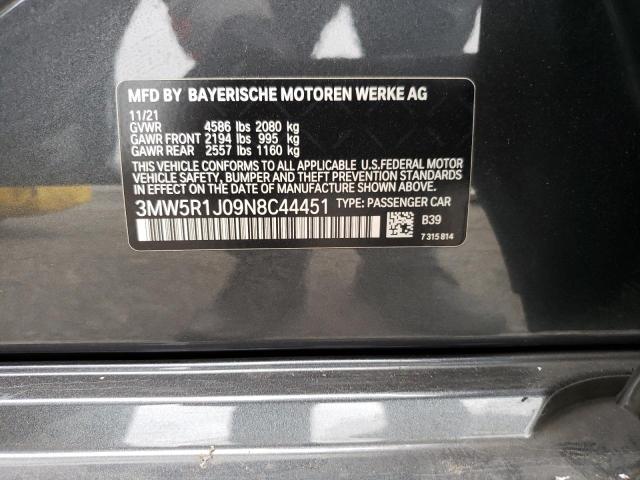 MFD BY BAYERISCHE MOTOREN WERKE AG
11/21
GVWR 4586 lbs 2080 kg
GAWR FRONT 2194 lbs 995 kg
GAWR REAR 2557 lbs 1160 kg
THIS VEHICLE CONFORMS TO ALL APPLICABLE U.S.FEDERAL MOTOR
VEHICLE SAFETY, BUMPER AND THEFT PREVENTION STANDARDS
IN EFFECT ON THE DATE OF MANUFACTURE SHOWN ABOVE.
3MW5R1J09N8C44451 TYPE: PASSENGER CAR
B39
7 315 814